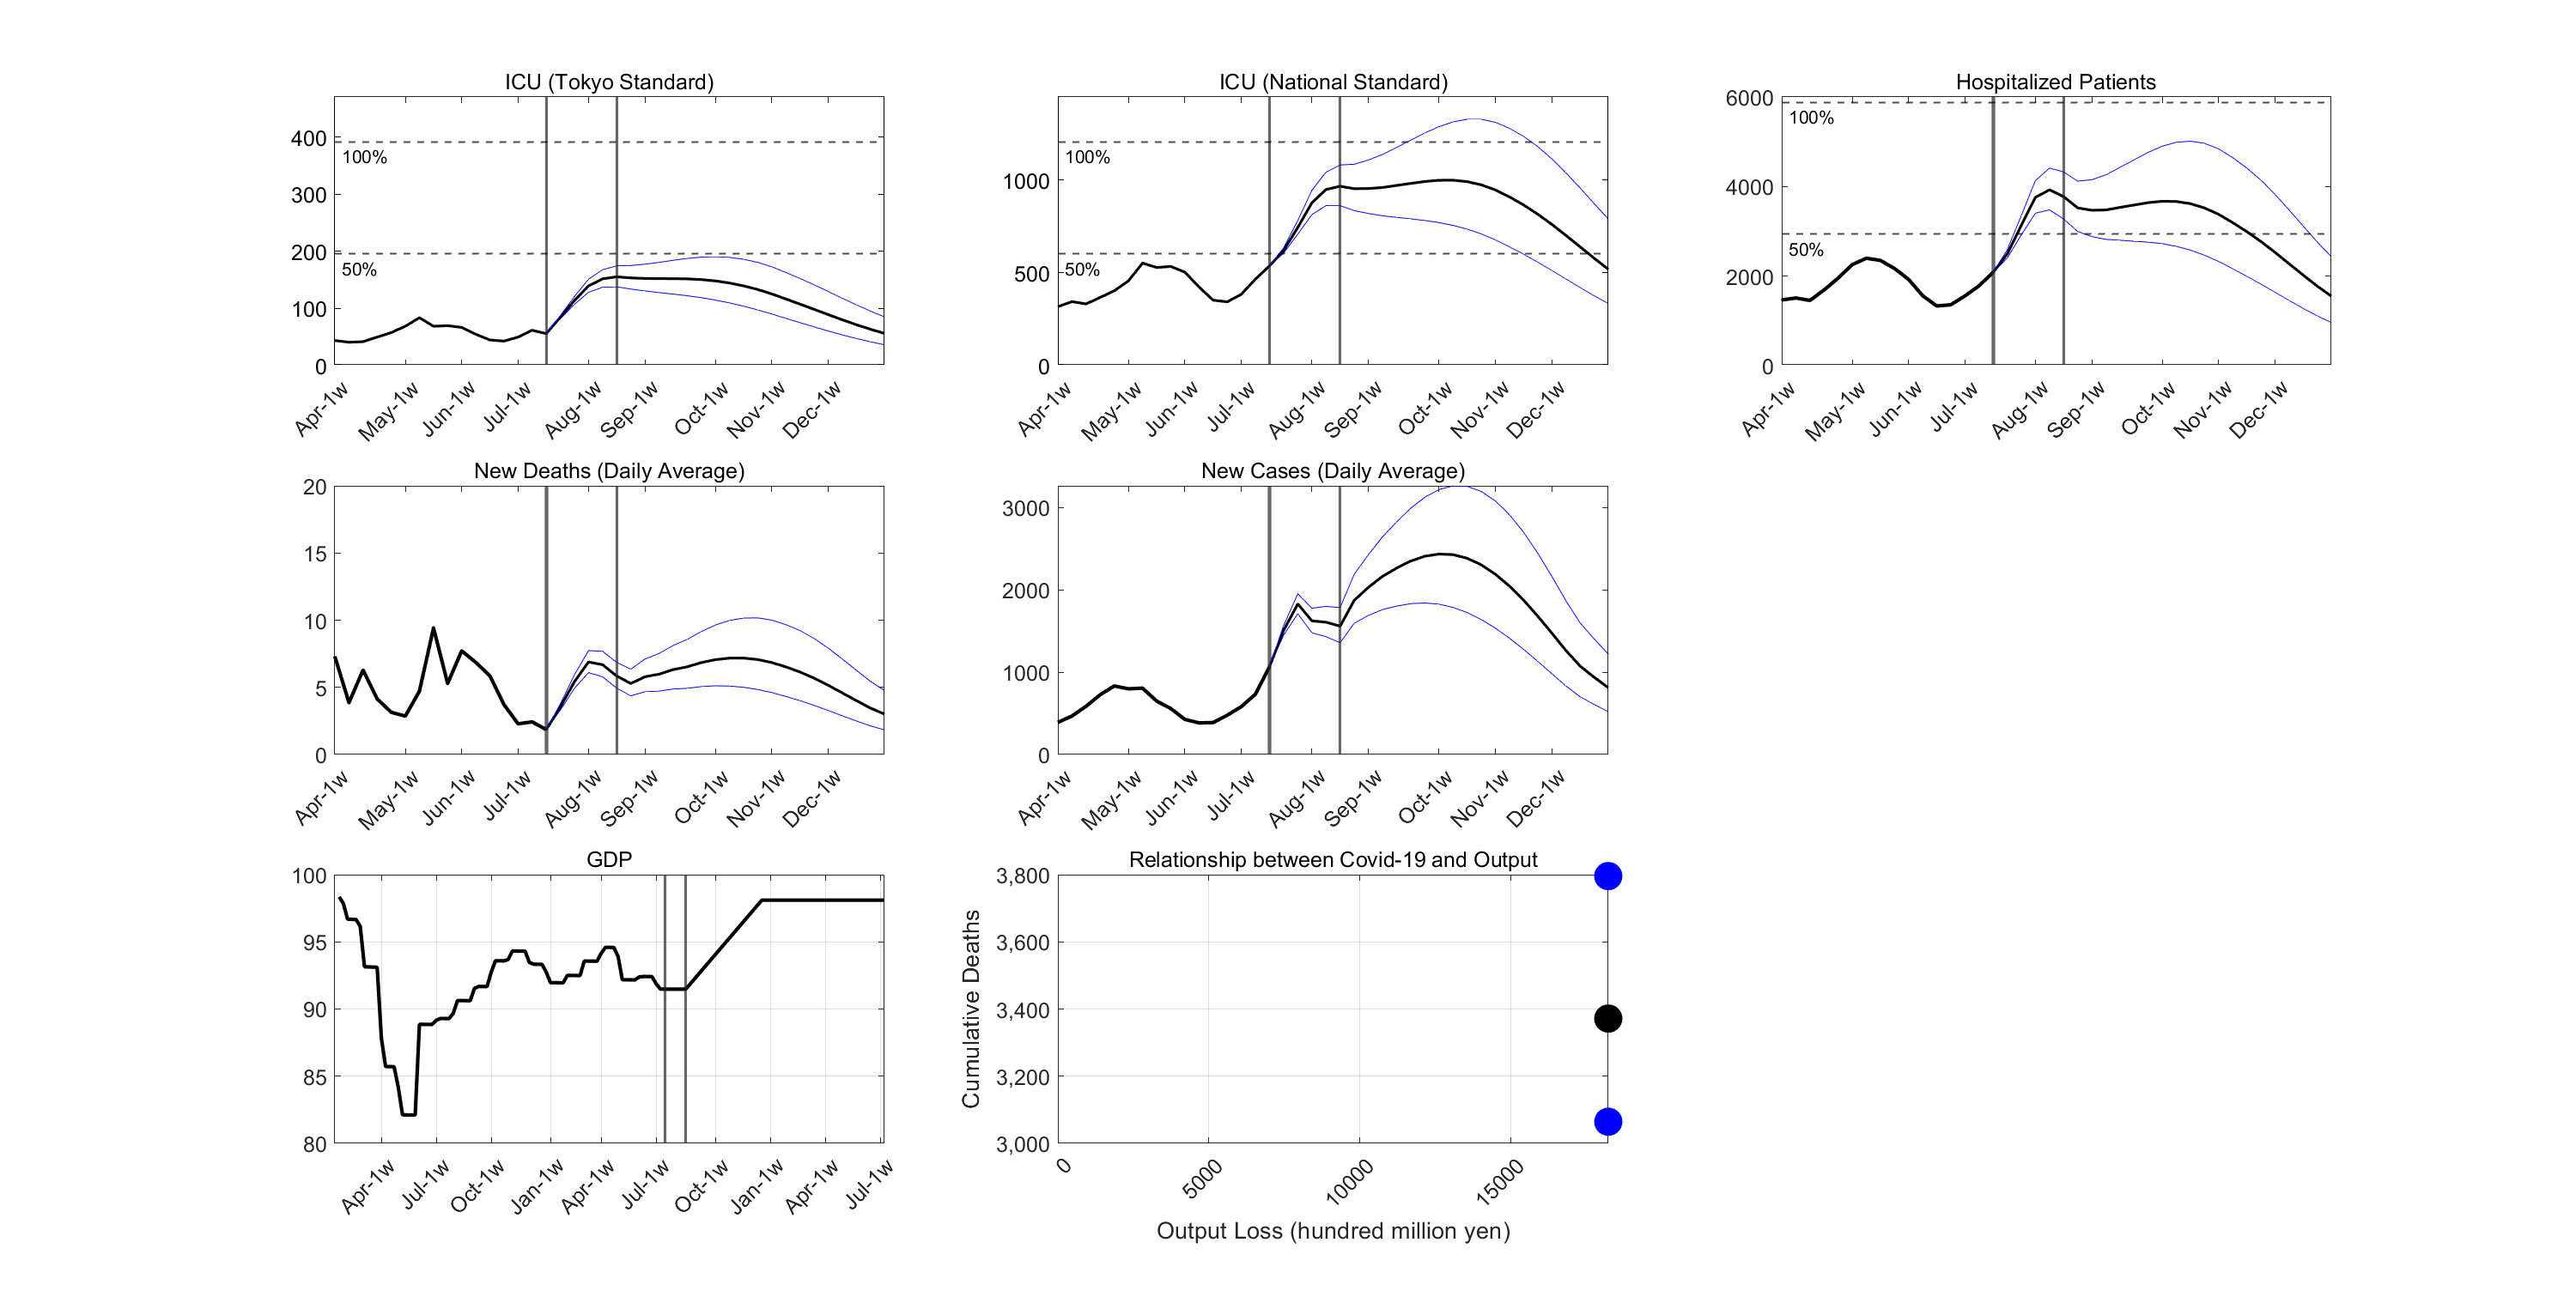 ICU (Tokyo Standard)
400
300
200
100
0
100%
50%
Apr-1w
May-1w
Jun-1w
Jul-1w
Aug-1w
Sep-1w
Oct-1w
Nov-1w
Dec-1w
ICU (National Standard)
1000
500
0
100%
50%
Apr-1w
May-1w
Jun-1w
Jul-1w
Aug-1w
Sep-1w
Oct-1w
Nov-1w
Dec-1w
Hospitalized Patients
6000
4000
2000
0
100%
50%
Apr-1w
May-1w
Jun-1w
Jul-1w
Aug-1w
Sep-1w
Oct-1w
Nov-1w
Dec-1w
New Deaths (Daily Average)
20
15
10
5
0
Apr-1w
May-1w
Jun-1w
Jul-1w
Aug-1w
Sep-1w
Oct-1w
Nov-1w
Dec-1w
New Cases (Daily Average)
3000
2000
1000
0
Apr-1w
May-1w
Jun-1w
Jul-1w
Aug-1w
Sep-1w
Oct-1w
Nov-1w
Dec-1w
GDP
100
95
90
85
80
Apr-1w
Jul-1w
Oct-1w
Jan-1w
Apr-1w
Jul-1w
Oct-1w
Jan-1w
Apr-1w
Jul-1w
Relationship between Covid-19 and Output
Cumulative Deaths
3,800
3,600
3,400
3,200
3,000
0
5000
10000
15000
Output Loss (hundred million yen)